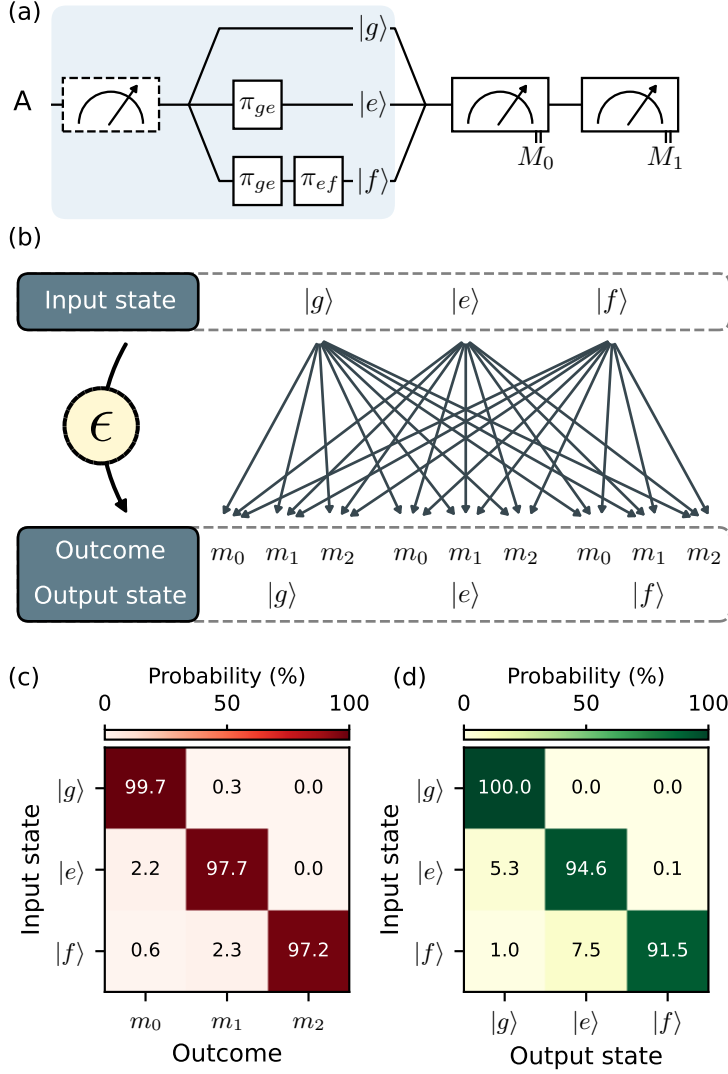 (a)
|g⟩
A
π_ge
|e⟩
π_ge
π_ef
|f⟩
M_0
M_1
(b)
Input state
|g⟩ |e⟩ |f⟩
ϵ
Outcome
m_0 m_1 m_2 m_0 m_1 m_2 m_0 m_1 m_2
Output state
|g⟩ |e⟩ |f⟩
(c)
Probability (%)
0 50 100
Input state
|g⟩ 99.7 0.3 0.0
|e⟩ 2.2 97.7 0.0
|f⟩ 0.6 2.3 97.2
m_0 m_1 m_2
Outcome
(d)
Probability (%)
0 50 100
Input state
|g⟩ 100.0 0.0 0.0
|e⟩ 5.3 94.6 0.1
|f⟩ 1.0 7.5 91.5
|g⟩ |e⟩ |f⟩
Output state